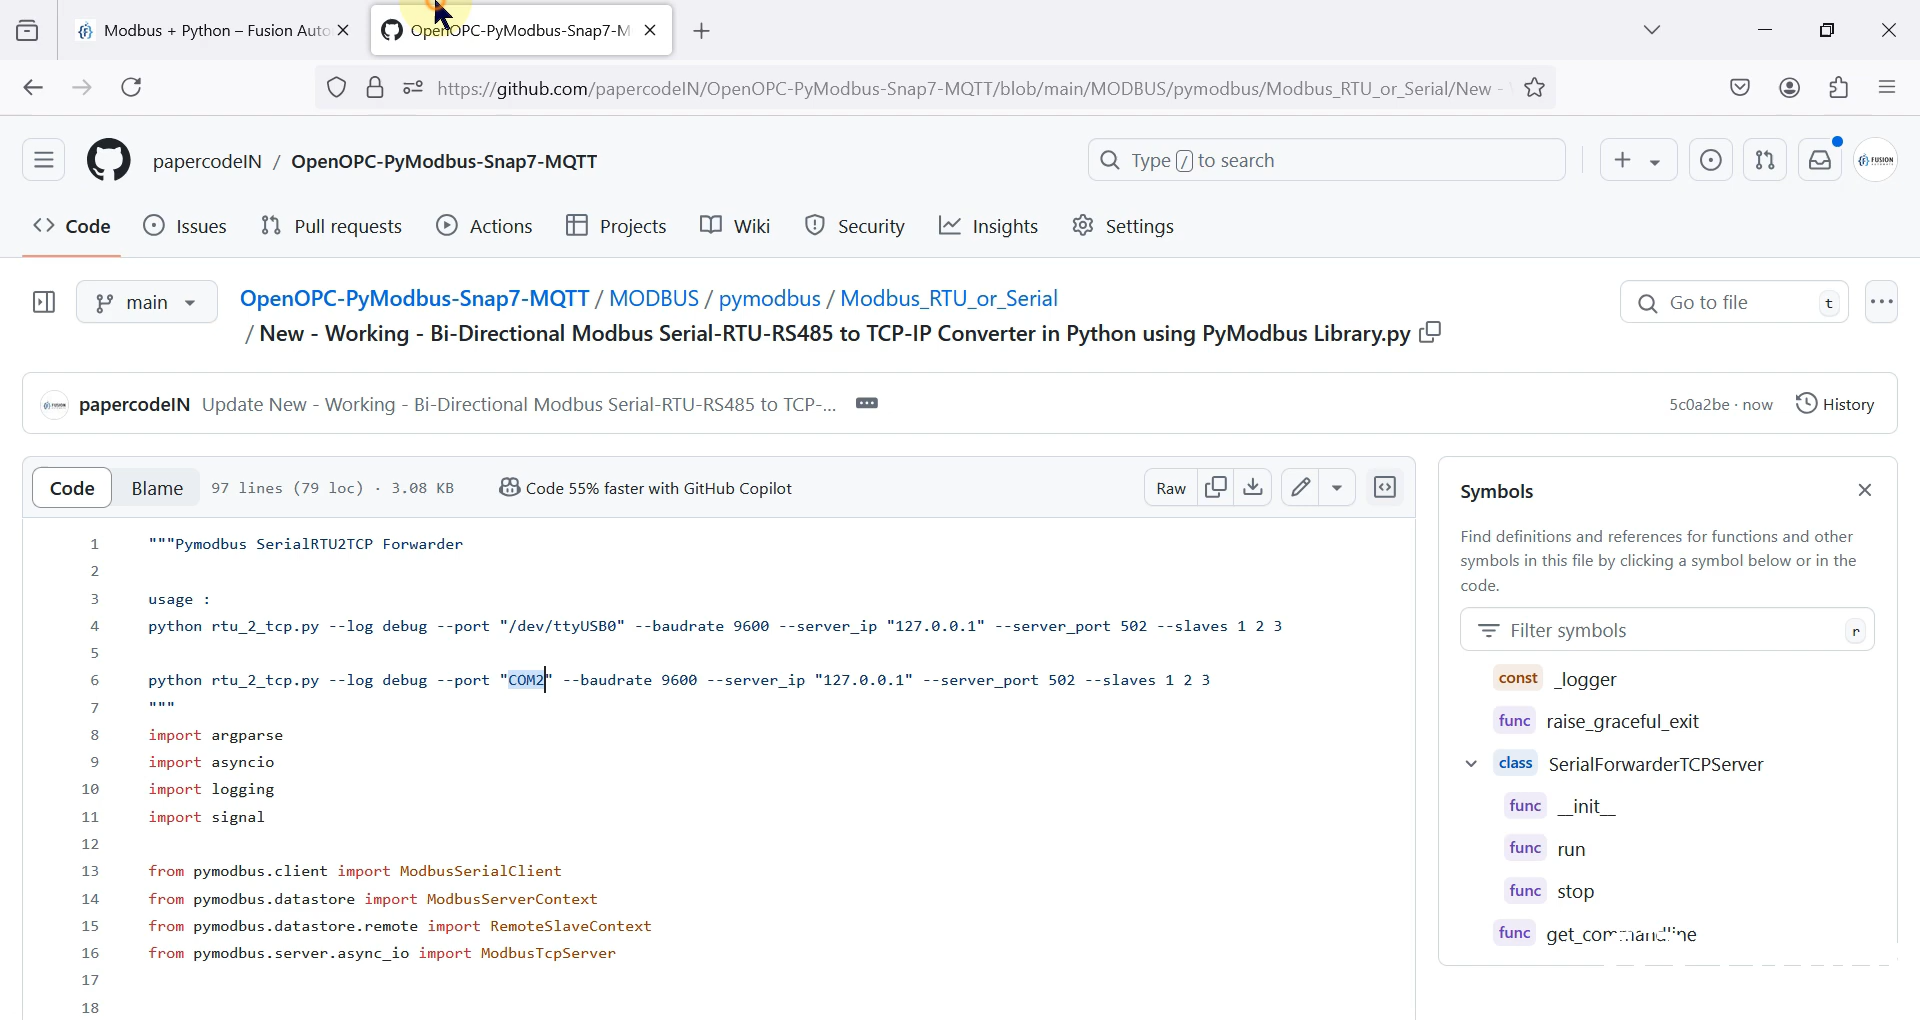 Modbus + Python – Fusion Auto
OpenOPC-PyModbus-Snap7-M
https://github.com/papercodeIN/OpenOPC-PyModbus-Snap7-MQTT/blob/main/MODBUS/pymodbus/Modbus_RTU_or_Serial/New -
papercodeIN / OpenOPC-PyModbus-Snap7-MQTT
Type / to search
FUSION
Code Issues Pull requests Actions Projects Wiki Security Insights Settings
main
OpenOPC-PyModbus-Snap7-MQTT / MODBUS / pymodbus / Modbus_RTU_or_Serial
/ New - Working - Bi-Directional Modbus Serial-RTU-RS485 to TCP-IP Converter in Python using PyModbus Library.py
Go to file t
papercodeIN Update New - Working - Bi-Directional Modbus Serial-RTU-RS485 to TCP-...
5c0a2be · now History
Code Blame 97 lines (79 loc) · 3.08 KB Code 55% faster with GitHub Copilot Raw
1 """Pymodbus SerialRTU2TCP Forwarder
2
3 usage :
4 python rtu_2_tcp.py --log debug --port "/dev/ttyUSB0" --baudrate 9600 --server_ip "127.0.0.1" --server_port 502 --slaves 1 2 3
5
6 python rtu_2_tcp.py --log debug --port "COM2" --baudrate 9600 --server_ip "127.0.0.1" --server_port 502 --slaves 1 2 3
7 """
8 import argparse
9 import asyncio
10 import logging
11 import signal
12
13 from pymodbus.client import ModbusSerialClient
14 from pymodbus.datastore import ModbusServerContext
15 from pymodbus.datastore.remote import RemoteSlaveContext
16 from pymodbus.server.async_io import ModbusTcpServer
17
18
Symbols
Find definitions and references for functions and other
symbols in this file by clicking a symbol below or in the
code.
Filter symbols r
const _logger
func raise_graceful_exit
class SerialForwarderTCPServer
func __init__
func run
func stop
func get_commandline